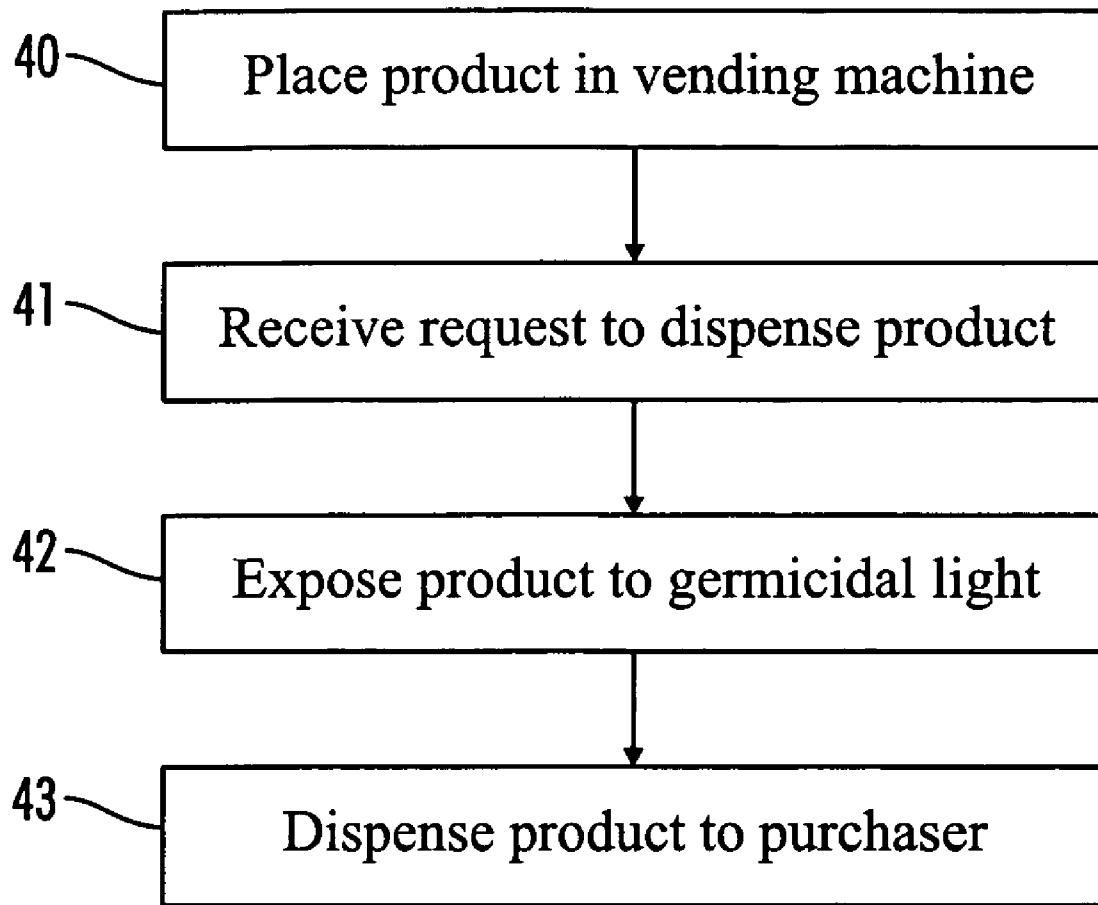 40
Place product in vending machine
41
Receive request to dispense product
42
Expose product to germicidal light
43
Dispense product to purchaser